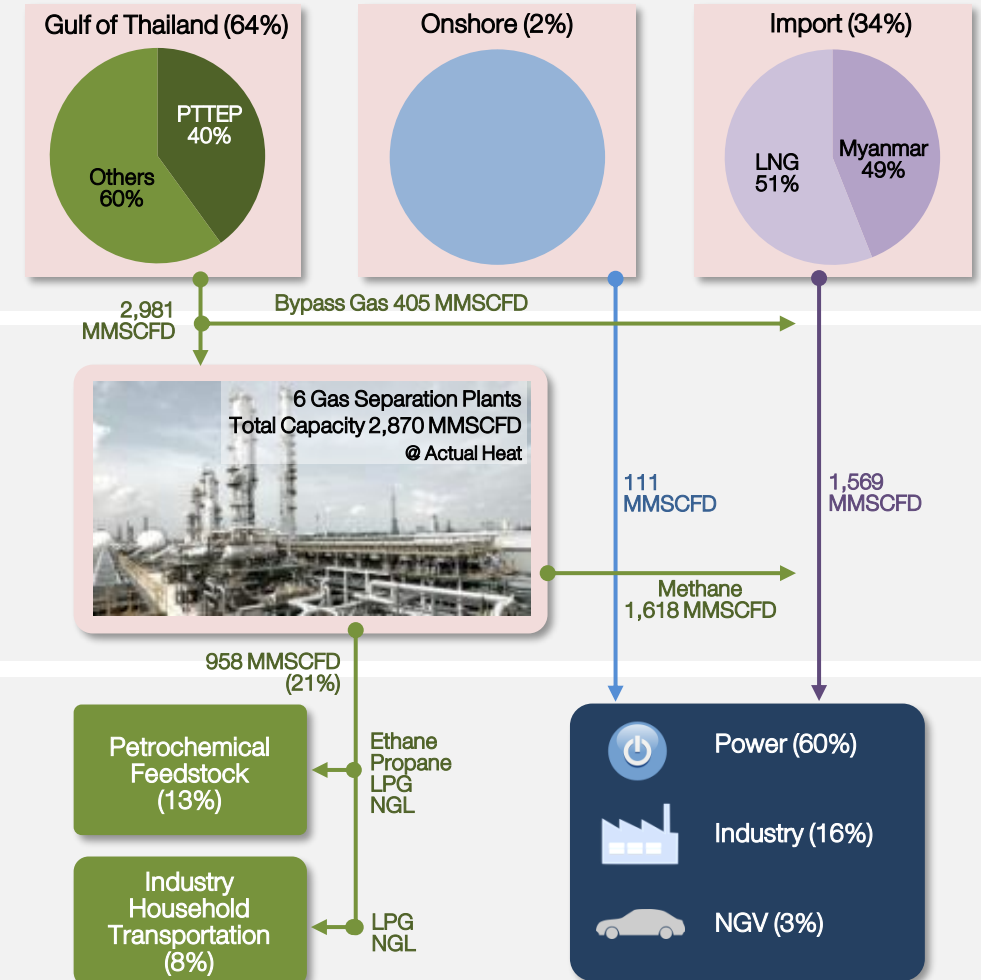 Gulf of Thailand (64%)
Onshore (2%)
Import (34%)
PTTEP
40%
Others
60%
LNG
51%
Myanmar
49%
2,981
MMSCFD
Bypass Gas 405 MMSCFD
6 Gas Separation Plants
Total Capacity 2,870 MMSCFD
@ Actual Heat
111
MMSCFD
1,569
MMSCFD
Methane
1,618 MMSCFD
958 MMSCFD
(21%)
Petrochemical
Feedstock
(13%)
Ethane
Propane
LPG
NGL
Industry
Household
Transportation
(8%)
LPG
NGL
Power (60%)
Industry (16%)
NGV (3%)